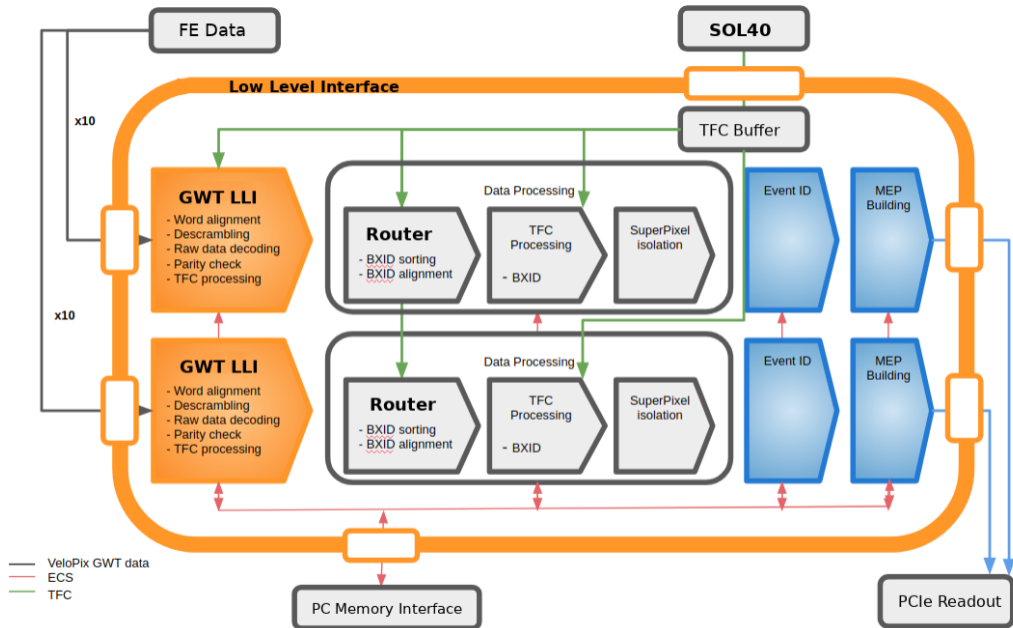 FE Data
SOL40
Low Level Interface
x10
TFC Buffer
GWT LLI
- Word alignment
- Descrambling
- Raw data decoding
- Parity check
- TFC processing
Data Processing
Router
- BXID sorting
- BXID alignment
TFC
Processing
- BXID
SuperPixel
isolation
Event ID
MEP
Building
x10
GWT LLI
- Word alignment
- Descrambling
- Raw data decoding
- Parity check
- TFC processing
Data Processing
Router
- BXID sorting
- BXID alignment
TFC
Processing
- BXID
SuperPixel
isolation
Event ID
MEP
Building
VeloPix GWT data
ECS
TFC
PC Memory Interface
PCIe Readout